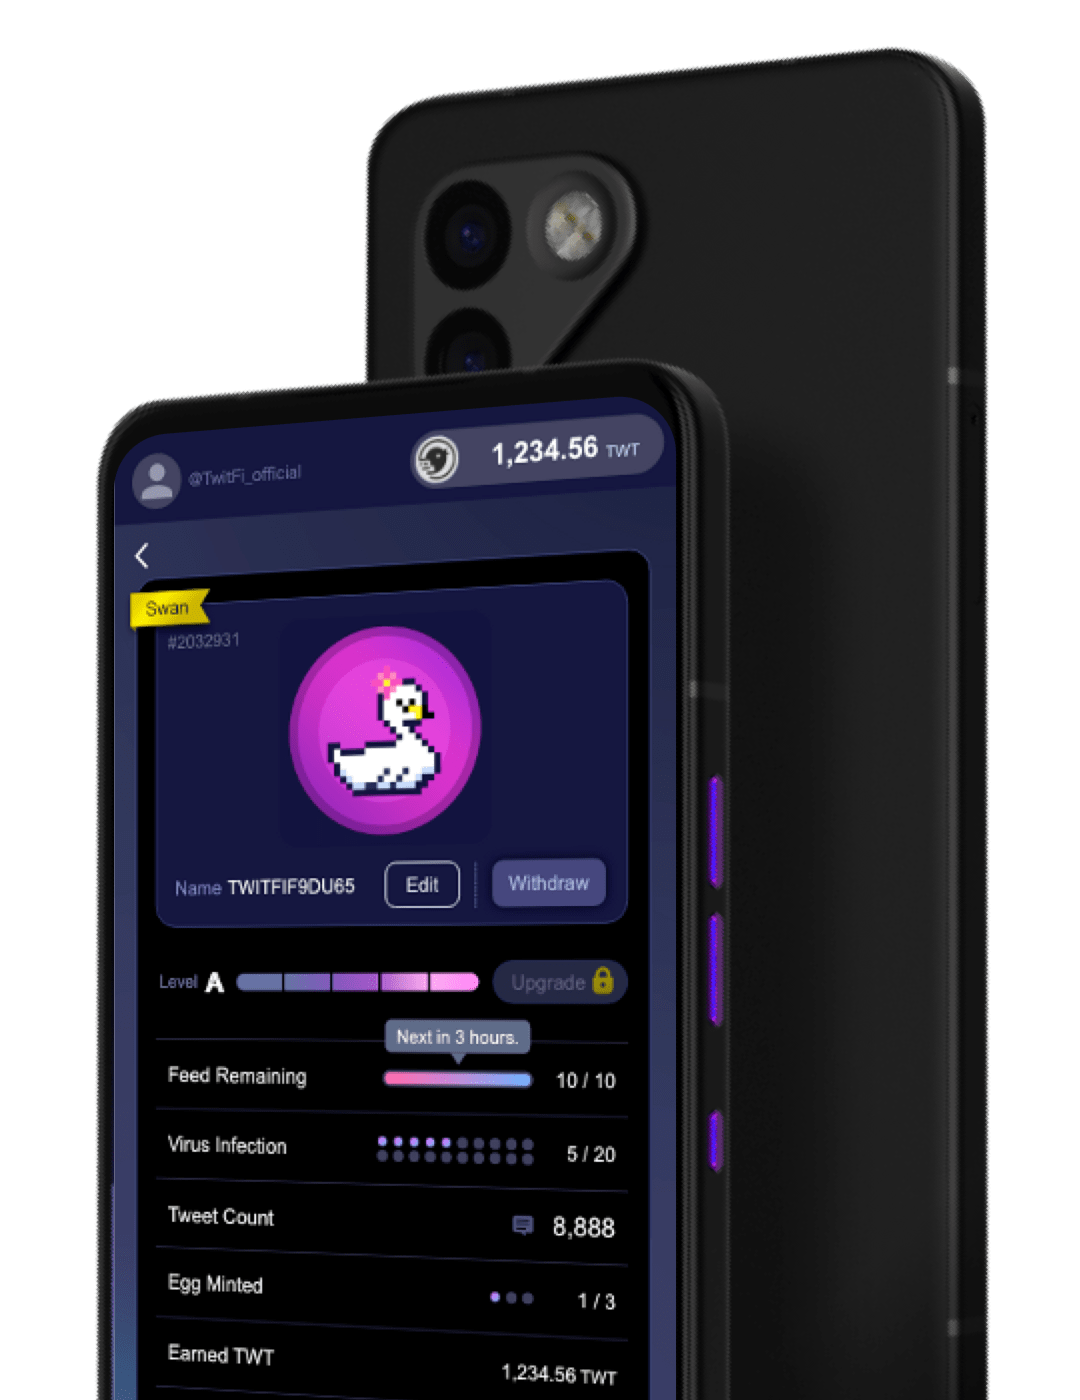 @TwitFi_official
1,234.56 TWT
Swan
#2032931
Name TWITFIF9DU65
Edit
Withdraw
Level A
Upgrade
Next in 3 hours.
Feed Remaining
10 / 10
Virus Infection
5 / 20
Tweet Count
8,888
Egg Minted
1 / 3
Earned TWT
1,234.56 TWT